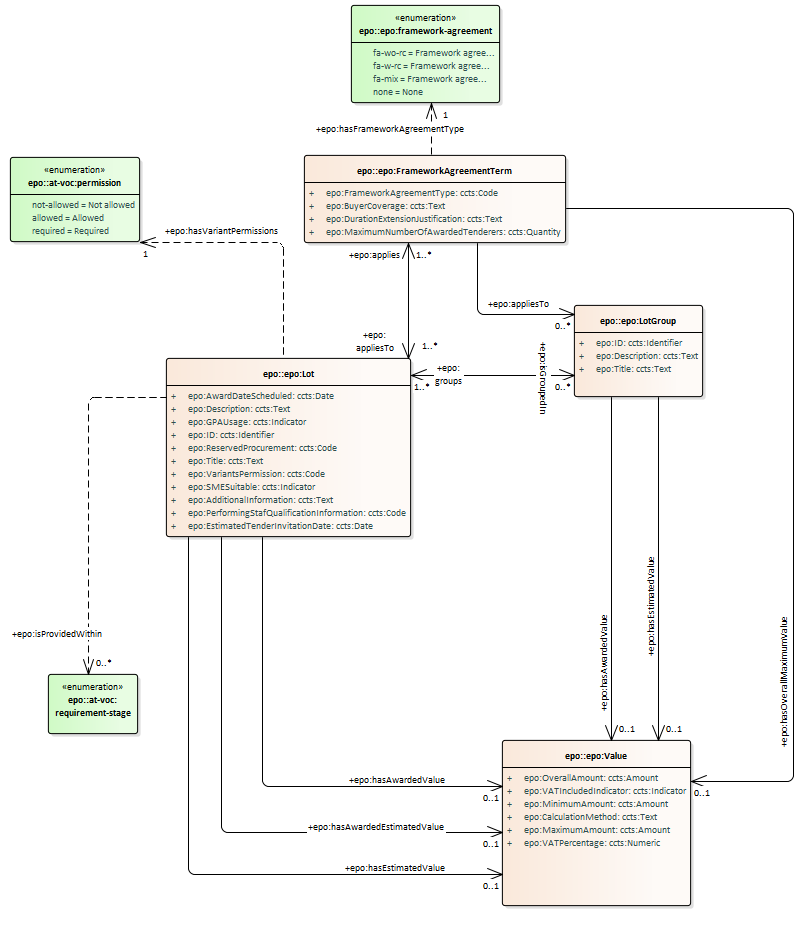 «enumeration»
epo::epo:framework-agreement
fa-wo-rc = Framework agree...
fa-w-rc = Framework agree...
fa-mix = Framework agree...
none = None
1
+epo:hasFrameworkAgreementType
epo::epo:FrameworkAgreementTerm
+ epo:FrameworkAgreementType: ccts:Code
+ epo:BuyerCoverage: ccts:Text
+ epo:DurationExtensionJustification: ccts:Text
+ epo:MaximumNumberOfAwardedTenderers: ccts:Quantity
«enumeration»
epo::at-voc:permission
not-allowed = Not allowed
allowed = Allowed
required = Required
+epo:hasVariantPermissions
1
+epo:applies
1..*
+epo:appliesTo
0..*
+epo:
appliesTo
1..*
epo::epo:LotGroup
+ epo:ID: ccts:Identifier
+ epo:Description: ccts:Text
+ epo:Title: ccts:Text
+epo:
groups
1..*
+epo:isGroupedIn
0..*
epo::epo:Lot
+ epo:AwardDateScheduled: ccts:Date
+ epo:Description: ccts:Text
+ epo:GPAUsage: ccts:Indicator
+ epo:ID: ccts:Identifier
+ epo:ReservedProcurement: ccts:Code
+ epo:Title: ccts:Text
+ epo:VariantsPermission: ccts:Code
+ epo:SMESuitable: ccts:Indicator
+ epo:AdditionalInformation: ccts:Text
+ epo:PerformingStafQualificationInformation: ccts:Code
+ epo:EstimatedTenderInvitationDate: ccts:Date
+epo:isProvidedWithin
0..*
«enumeration»
epo::at-voc:
requirement-stage
+epo:hasAwardedValue
0..1
+epo:hasEstimatedValue
0..1
+epo:hasOverallMaximumValue
0..1
epo::epo:Value
+ epo:OverallAmount: ccts:Amount
+ epo:VATIncludedIndicator: ccts:Indicator
+ epo:MinimumAmount: ccts:Amount
+ epo:CalculationMethod: ccts:Text
+ epo:MaximumAmount: ccts:Amount
+ epo:VATPercentage: ccts:Numeric
+epo:hasAwardedValue
0..1
+epo:hasAwardedEstimatedValue
0..1
+epo:hasEstimatedValue
0..1